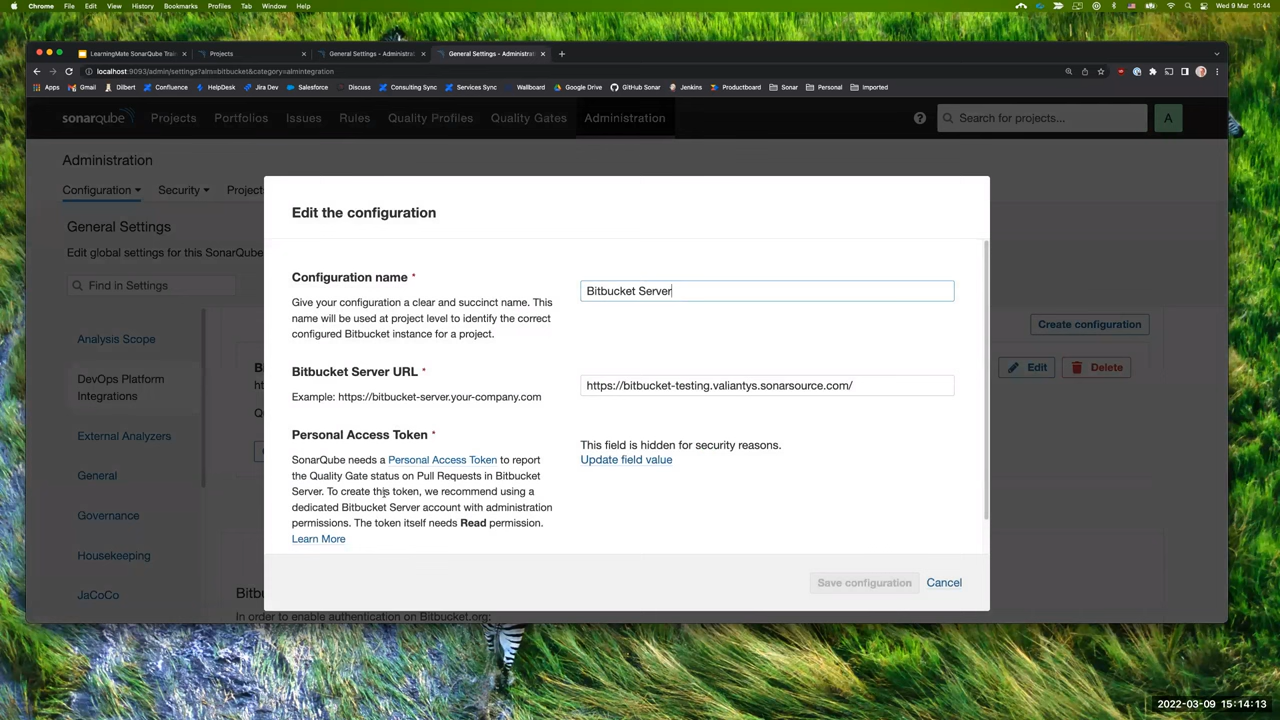 Chrome File Edit View History Bookmarks Profiles Tab Window Help
Wed 9 Mar 10:44
LearningMate SonarQube Train
Projects
General Settings - Administrat
General Settings - Administrat
localhost:9093/admin/settings?alm=bitbucket&category=almintegration
Apps Gmail Dilbert Confluence HelpDesk Jira Dev Salesforce Discuss Consulting Sync Services Sync Wallboard Google Drive GitHub Sonar Jenkins Productboard Sonar Personal Imported
sonarqube Projects Portfolios Issues Rules Quality Profiles Quality Gates Administration
Search for projects...
A
Administration
Configuration Security Projects
General Settings
Edit global settings for this SonarQube
Find in Settings
Analysis Scope
DevOps Platform
Integrations
External Analyzers
General
Governance
Housekeeping
JaCoCo
Create configuration
Edit
Delete
Edit the configuration
Configuration name *
Give your configuration a clear and succinct name. This
name will be used at project level to identify the correct
configured Bitbucket instance for a project.
Bitbucket Server
Bitbucket Server URL *
Example: https://bitbucket-server.your-company.com
https://bitbucket-testing.valiantys.sonarsource.com/
Personal Access Token *
SonarQube needs a Personal Access Token to report
the Quality Gate status on Pull Requests in Bitbucket
Server. To create this token, we recommend using a
dedicated Bitbucket Server account with administration
permissions. The token itself needs Read permission.
Learn More
This field is hidden for security reasons.
Update field value
Save configuration
Cancel
In order to enable authentication on Bitbucket.org:
2022-03-09 15:14:13